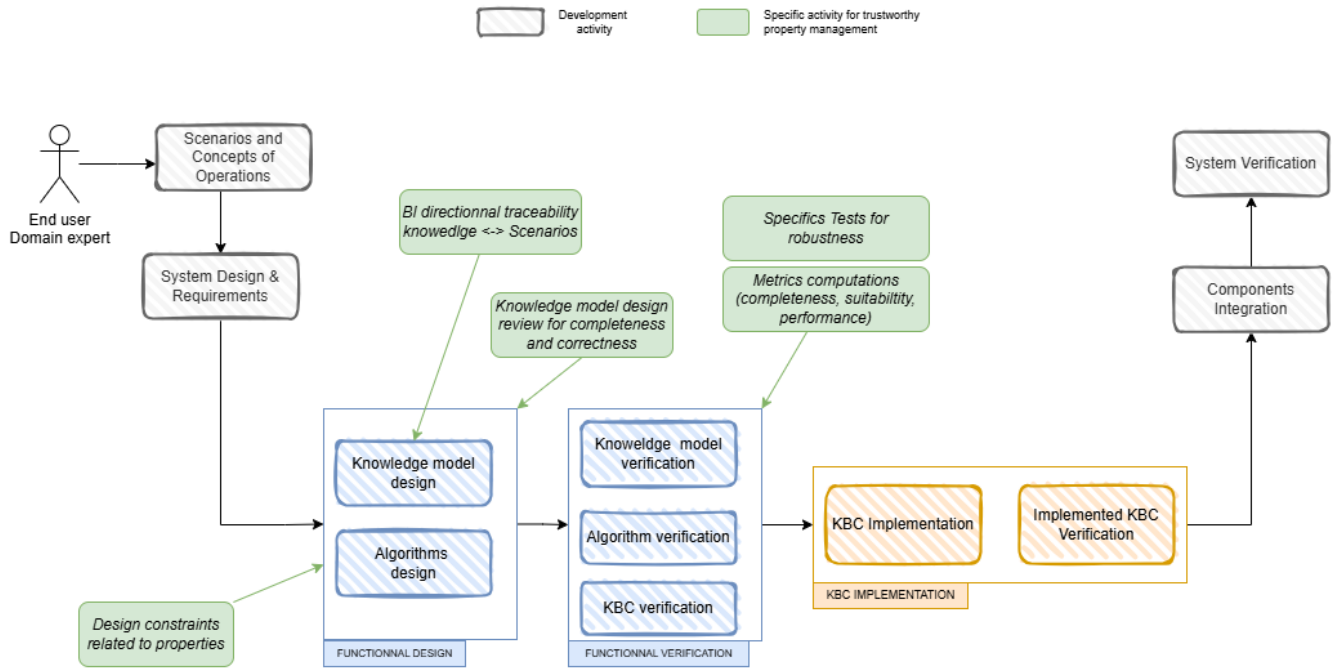 Development
activity
Specific activity for trustworthy
property management
Scenarios and
Concepts of
Operations
End user
Domain expert
System Design &
Requirements
BI directionnal traceability
knowedlge <-> Scenarios
Knowledge model design
review for completeness
and correctness
Specifics Tests for
robustness
Metrics computations
(completeness, suitabiltity,
performance)
System Verification
Components
Integration
Knowledge model
design
Algorithms
design
Design constraints
related to properties
FUNCTIONNAL DESIGN
Knoweldge model
verification
Algorithm verification
KBC verification
FUNCTIONNAL VERIFICATION
KBC Implementation
Implemented KBC
Verification
KBC IMPLEMENTATION